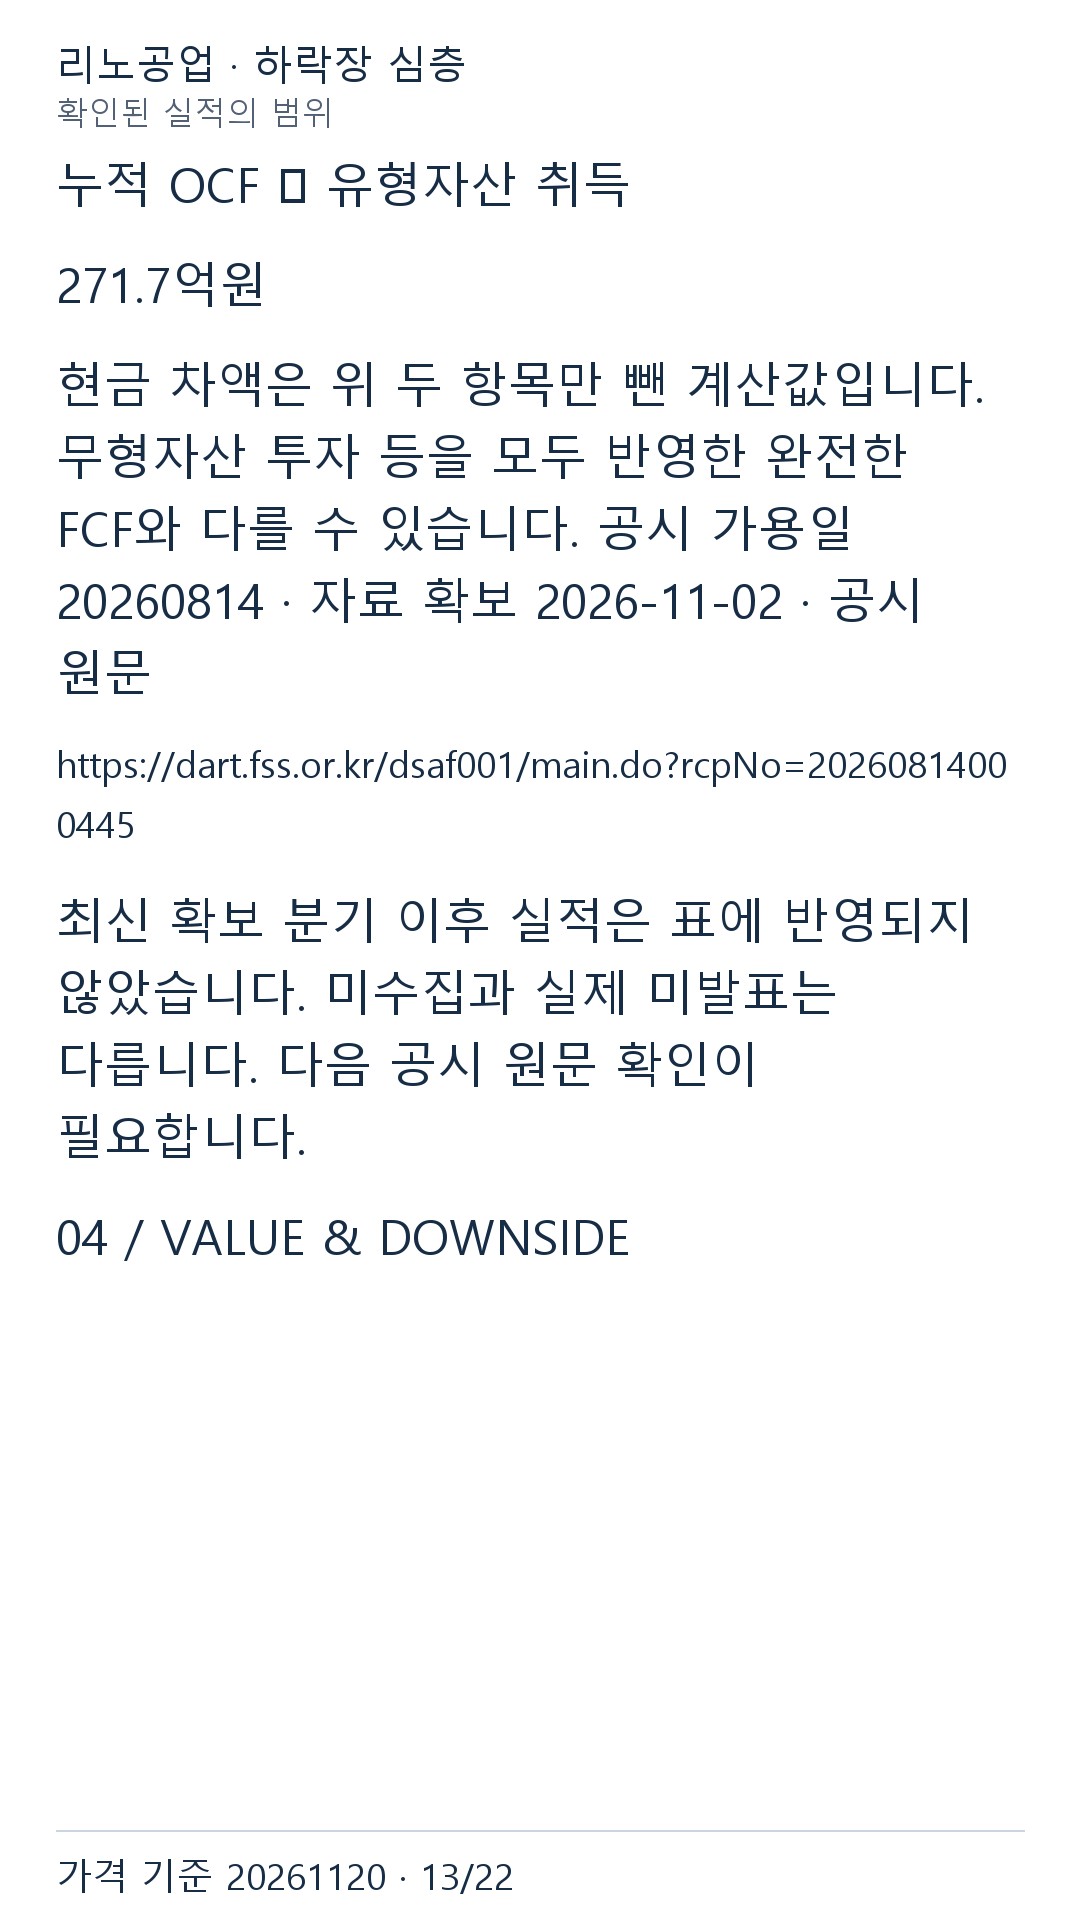 리노공업 · 하락장 심층
확인된 실적의 범위
누적 OCF □ 유형자산 취득
271.7억원
현금 차액은 위 두 항목만 뺀 계산값입니다.
무형자산 투자 등을 모두 반영한 완전한
FCF와 다를 수 있습니다. 공시 가용일
20260814 · 자료 확보 2026-11-02 · 공시
원문
https://dart.fss.or.kr/dsaf001/main.do?rcpNo=2026081400
0445
최신 확보 분기 이후 실적은 표에 반영되지
않았습니다. 미수집과 실제 미발표는
다릅니다. 다음 공시 원문 확인이
필요합니다.
04 / VALUE & DOWNSIDE
가격 기준 20261120 · 13/22